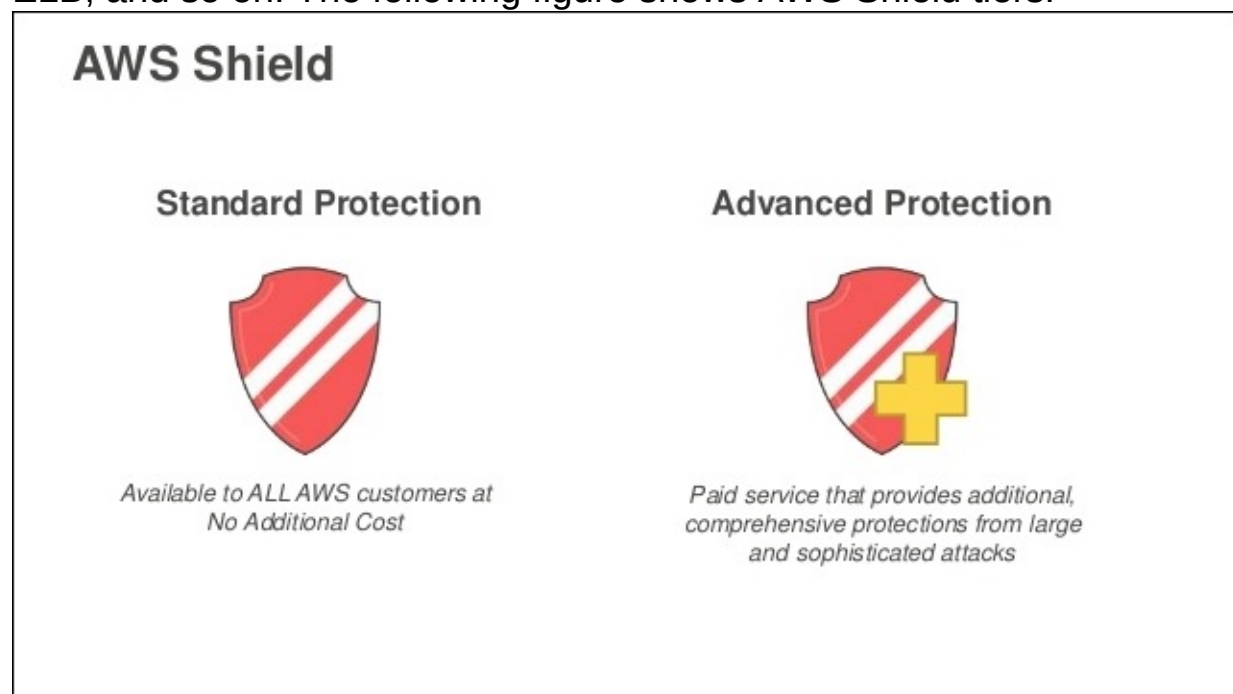 ELB, and so on. The following figure shows AWS Shield tiers:
AWS Shield
Standard Protection
Advanced Protection
Available to ALL AWS customers at
No Additional Cost
Paid service that provides additional,
comprehensive protections from large
and sophisticated attacks